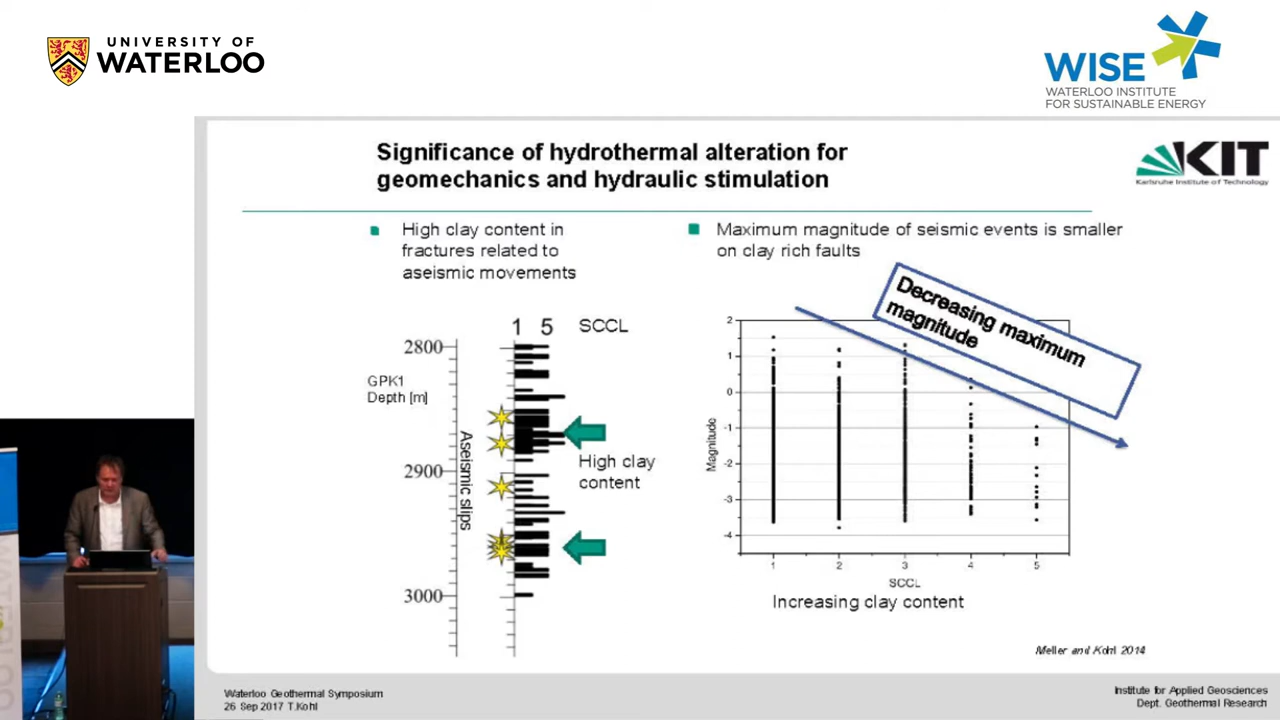 UNIVERSITY OF
WATERLOO
WISE
WATERLOO INSTITUTE
FOR SUSTAINABLE ENERGY
Significance of hydrothermal alteration for
geomechanics and hydraulic stimulation
KIT
Karlsruhe Institute of Technology
High clay content in
fractures related to
aseismic movements
Maximum magnitude of seismic events is smaller
on clay rich faults
1 5 SCCL
2800
GPK1
Depth [m]
Aseismic slips
2900
High clay
content
3000
Decreasing maximum
magnitude
2
1
0
-1
-2
-3
-4
Magnitude
1 2 3 4 5
SCCL
Increasing clay content
Meller and Kohl 2014
Waterloo Geothermal Symposium
26 Sep 2017 T.Kohl
Institute for Applied Geosciences
Dept. Geothermal Research